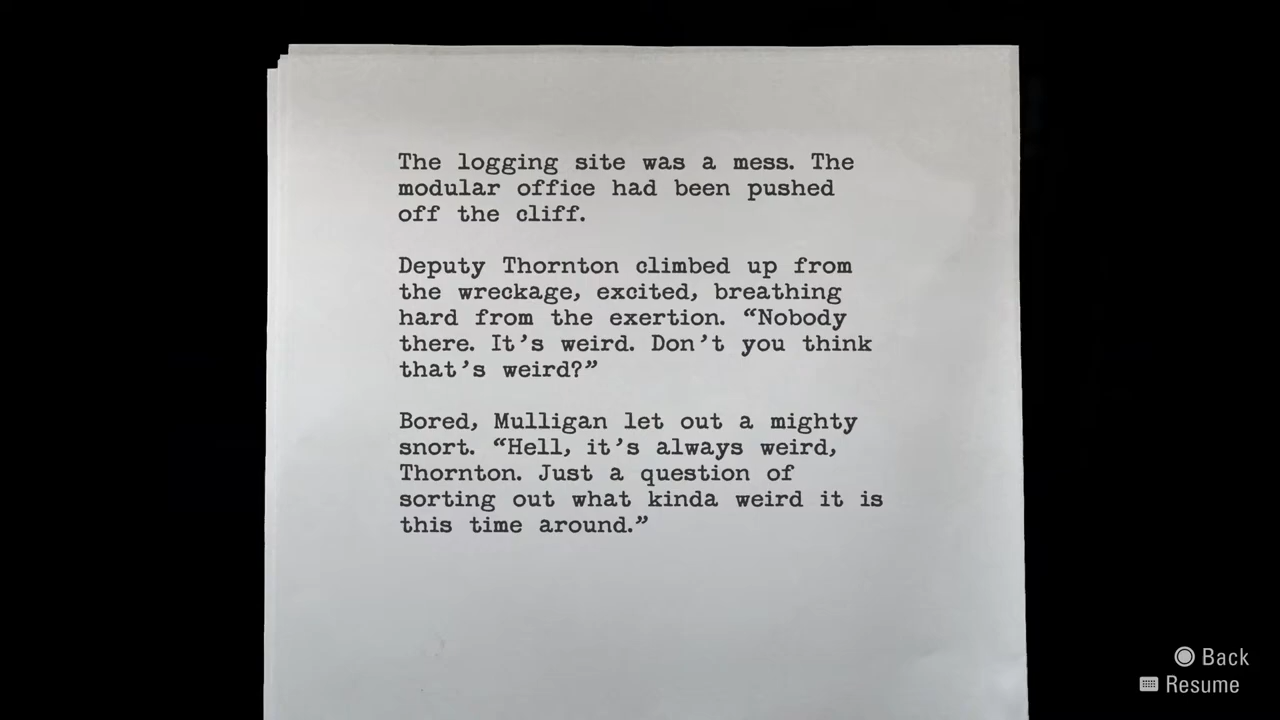 The logging site was a mess. The
modular office had been pushed
off the cliff.
Deputy Thornton climbed up from
the wreckage, excited, breathing
hard from the exertion. “Nobody
there. It’s weird. Don’t you think
that’s weird?”
Bored, Mulligan let out a mighty
snort. “Hell, it’s always weird,
Thornton. Just a question of
sorting out what kinda weird it is
this time around.”
Back
Resume